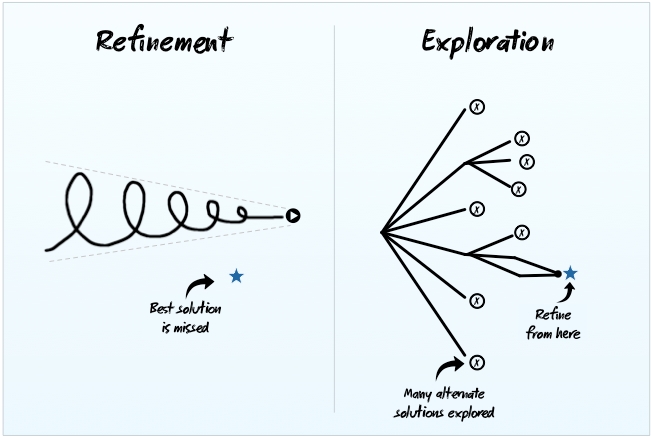 Refinement
Best solution
is missed
Exploration
x
x
x
x
x
x
x
Refine
from here
x
Many alternate
solutions explored